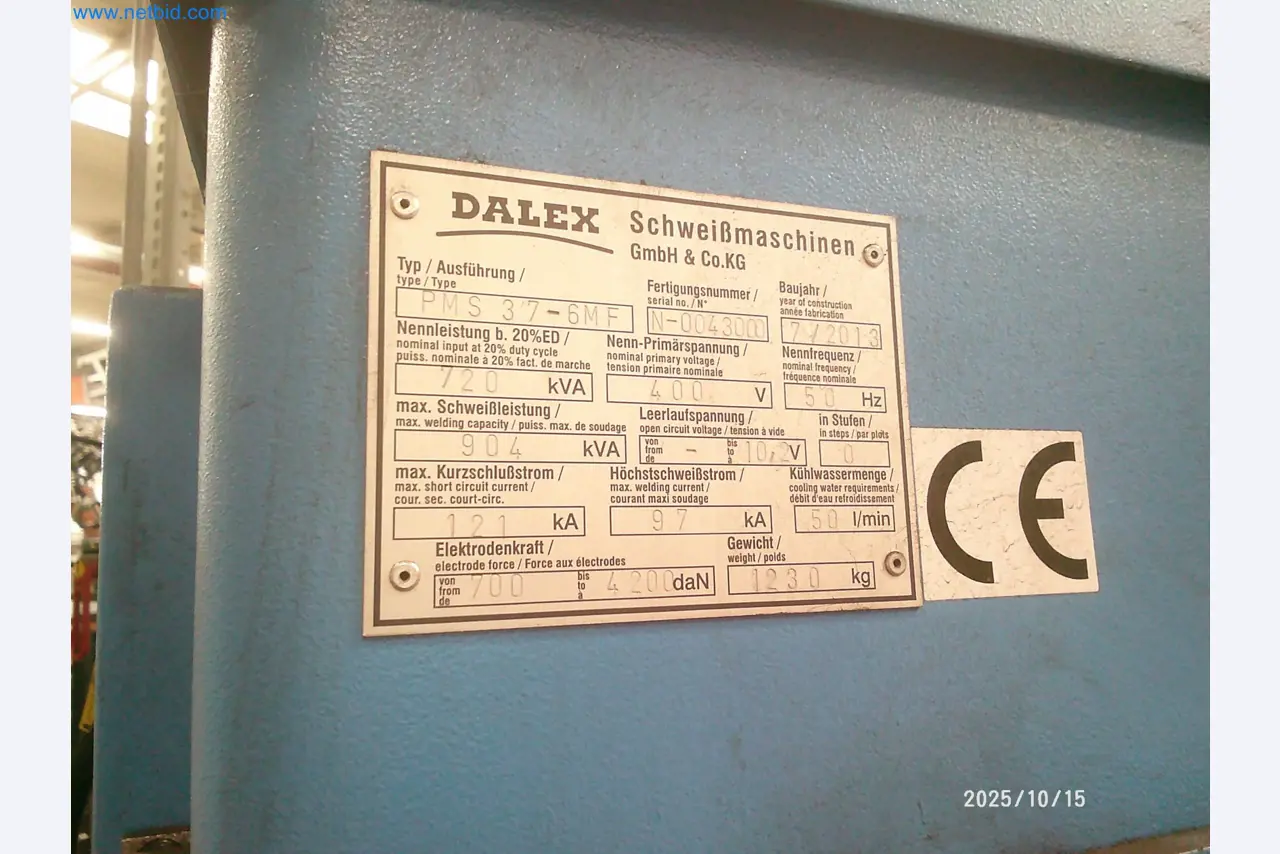 www.netbid.com
DALEX Schweißmaschinen
GmbH & Co.KG
Typ / Ausführung /
type / Type
PMS 37-6MF
Fertigungsnummer /
serial no. / N°
N-0043000
Baujahr /
year of construction
année fabrication
7/2013
Nennleistung b. 20%ED /
nominal input at 20% duty cycle
puiss. nominale à 20% fact. de marche
720 kVA
Nenn-Primärspannung /
nominal primary voltage /
tension primaire nominale
400 V
Nennfrequenz /
nominal frequency /
fréquence nominale
50 Hz
max. Schweißleistung /
max. welding capacity / puiss. max. de soudage
904 kVA
Leerlaufspannung /
open circuit voltage / tension à vide
von
from
de
-
bis
to
à
10,2V
in Stufen /
in steps / par plots
0
max. Kurzschlußstrom /
max. short circuit current /
cour. sec. court-circ.
121 kA
Höchstschweißstrom /
max. welding current /
courant maxi soudage
97 kA
Kühlwassermenge /
cooling water requirements /
débit d'eau refroidissement
50 l/min
Elektrodenkraft /
electrode force / Force aux électrodes
von
from
de
700
bis
to
à
4200daN
Gewicht /
weight / poids
1230 kg
CE
2025/10/15